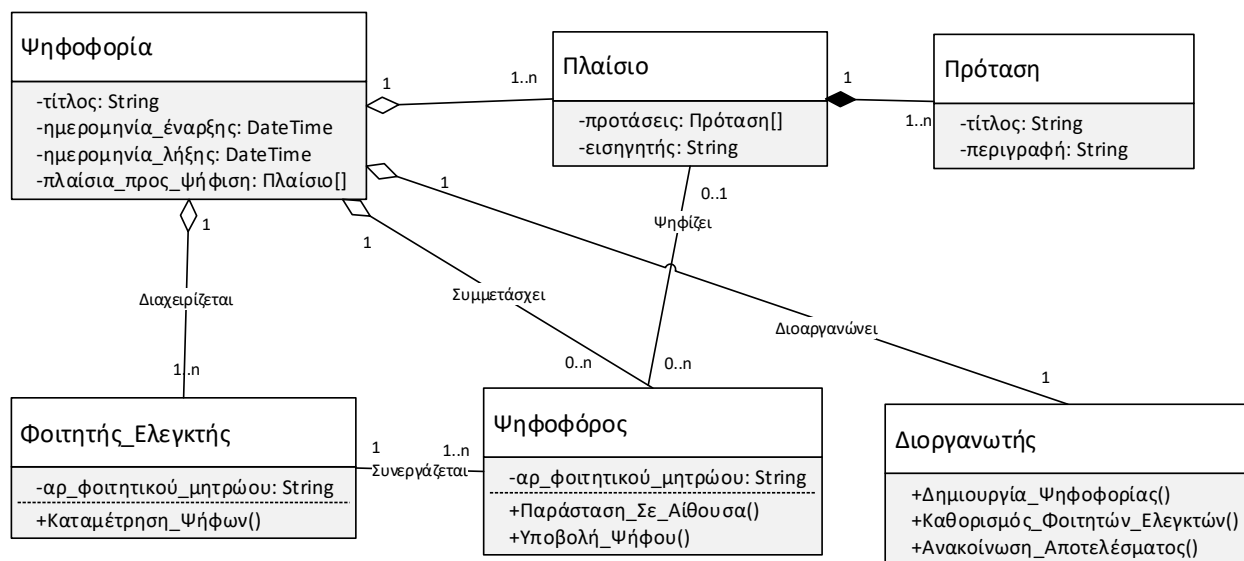 Ψηφοφορία
-τίτλος: String
-ημερομηνία_έναρξης: DateTime
-ημερομηνία_λήξης: DateTime
-πλαίσια_προς_ψήφιση: Πλαίσιο[]
1
1..n
Πλαίσιο
-προτάσεις: Πρόταση[]
-εισηγητής: String
1
1..n
Πρόταση
-τίτλος: String
-περιγραφή: String
1
Διαχειρίζεται
1..n
1
Συμμετάσχει
0..n
0..1
Ψηφίζει
0..n
1
Διοαργανώνει
1
Φοιτητής_Ελεγκτής
-αρ_φοιτητικού_μητρώου: String
+Καταμέτρηση_Ψήφων()
1
Συνεργάζεται
1..n
Ψηφοφόρος
-αρ_φοιτητικού_μητρώου: String
+Παράσταση_Σε_Αίθουσα()
+Υποβολή_Ψήφου()
Διοργανωτής
+Δημιουργία_Ψηφοφορίας()
+Καθορισμός_Φοιτητών_Ελεγκτών()
+Ανακοίνωση_Αποτελέσματος()